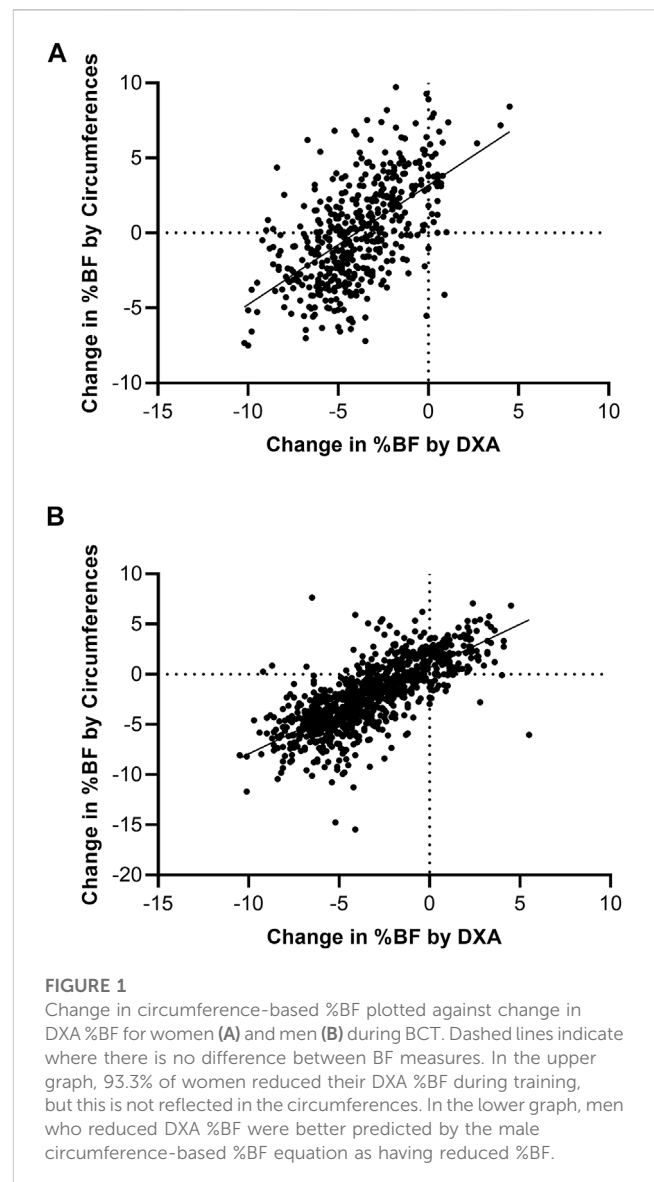 A
Change in %BF by Circumferences
10
5
0
-5
-10
-15
-10
-5
0
5
10
Change in %BF by DXA
B
Change in %BF by Circumferences
10
5
0
-5
-10
-15
-20
-15
-10
-5
0
5
10
Change in %BF by DXA
FIGURE 1
Change in circumference-based %BF plotted against change in
DXA %BF for women (A) and men (B) during BCT. Dashed lines indicate
where there is no difference between BF measures. In the upper
graph, 93.3% of women reduced their DXA %BF during training,
but this is not reflected in the circumferences. In the lower graph, men
who reduced DXA %BF were better predicted by the male
circumference-based %BF equation as having reduced %BF.